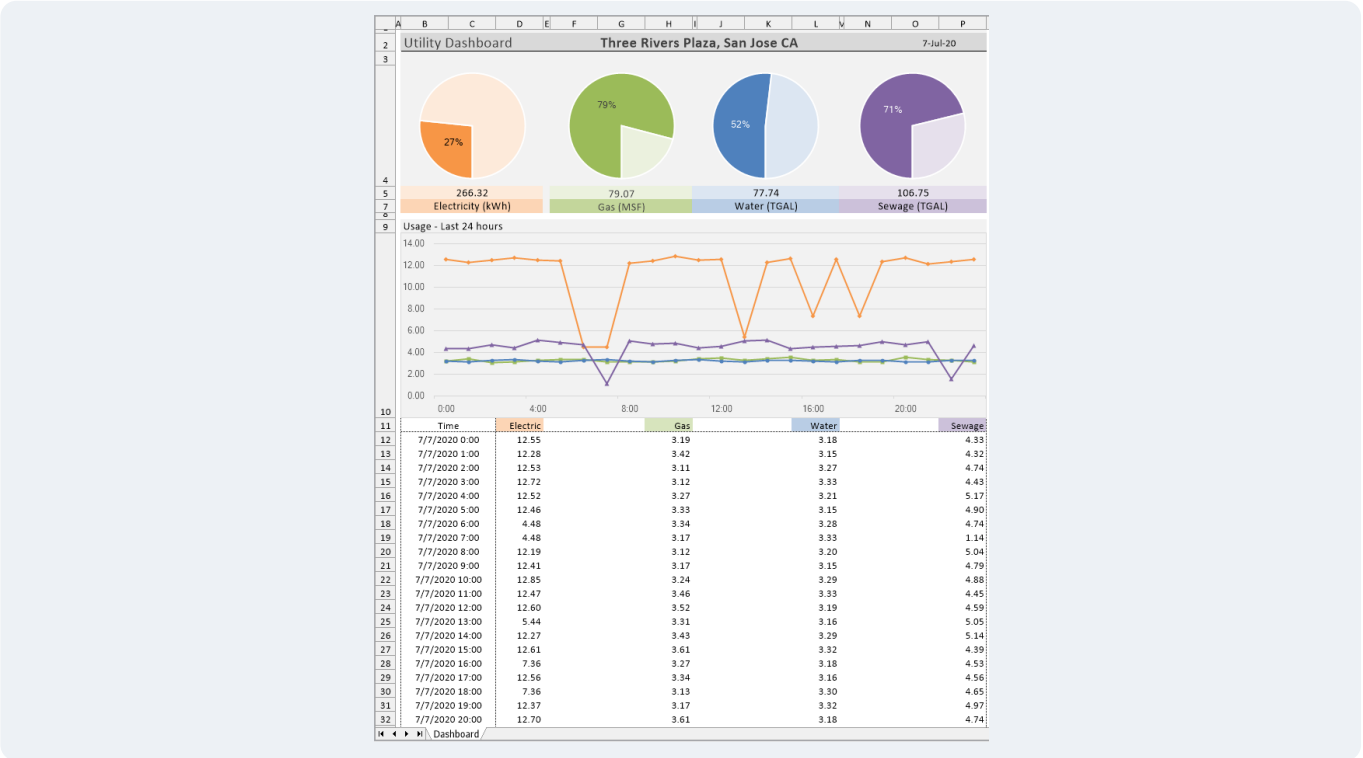 A B C D E F G H I J K L M N O P
2 Utility Dashboard Three Rivers Plaza, San Jose CA 7-Jul-20
3
27% 79% 52% 71%
4
5 266.32 79.07 77.74 106.75
7 Electricity (kWh) Gas (MSF) Water (TGAL) Sewage (TGAL)
8
9 Usage - Last 24 hours
14.00
12.00
10.00
8.00
6.00
4.00
2.00
0.00
10 0:00 4:00 8:00 12:00 16:00 20:00
11 Time Electric Gas Water Sewage
12 7/7/2020 0:00 12.55 3.19 3.18 4.33
13 7/7/2020 1:00 12.28 3.42 3.15 4.32
14 7/7/2020 2:00 12.53 3.11 3.27 4.74
15 7/7/2020 3:00 12.72 3.12 3.33 4.43
16 7/7/2020 4:00 12.52 3.27 3.21 5.17
17 7/7/2020 5:00 12.46 3.33 3.15 4.90
18 7/7/2020 6:00 4.48 3.34 3.28 4.74
19 7/7/2020 7:00 4.48 3.17 3.33 1.14
20 7/7/2020 8:00 12.19 3.12 3.20 5.04
21 7/7/2020 9:00 12.41 3.17 3.15 4.79
22 7/7/2020 10:00 12.85 3.24 3.29 4.88
23 7/7/2020 11:00 12.47 3.46 3.33 4.45
24 7/7/2020 12:00 12.60 3.52 3.19 4.59
25 7/7/2020 13:00 5.44 3.31 3.16 5.05
26 7/7/2020 14:00 12.27 3.43 3.29 5.14
27 7/7/2020 15:00 12.61 3.61 3.32 4.39
28 7/7/2020 16:00 7.36 3.27 3.18 4.53
29 7/7/2020 17:00 12.56 3.34 3.16 4.56
30 7/7/2020 18:00 7.36 3.13 3.30 4.65
31 7/7/2020 19:00 12.37 3.17 3.32 4.97
32 7/7/2020 20:00 12.70 3.61 3.18 4.74
Dashboard